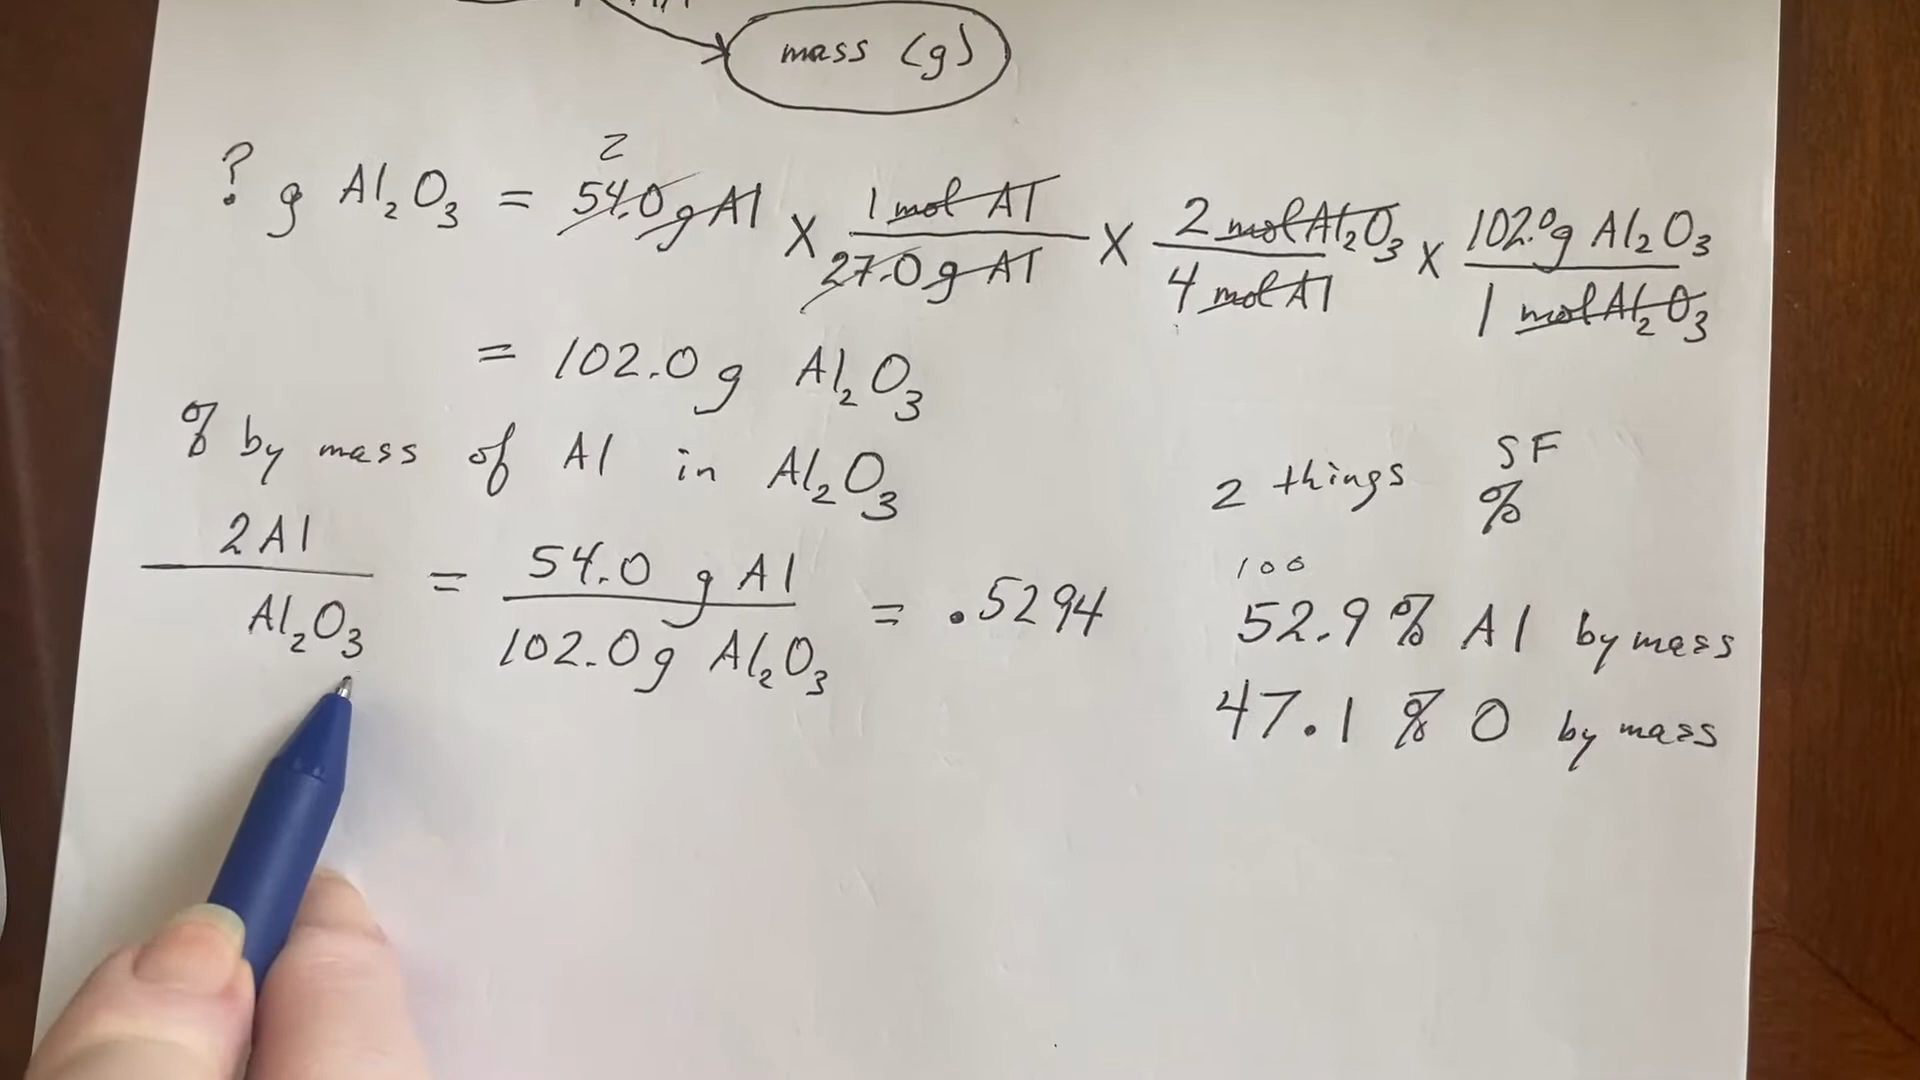 mass (g)
2
? g Al₂O₃ = 54.0 g Al X 1 mol Al / 27.0 g Al X 2 mol Al₂O₃ / 4 mol Al X 102.0g Al₂O₃ / 1 mol Al₂O₃
= 102.0 g Al₂O₃
% by mass of Al in Al₂O₃
2 things SF
%
2Al / Al₂O₃ = 54.0 g Al / 102.0g Al₂O₃ = .5294
100
52.9 % Al by mass
47.1 % O by mass